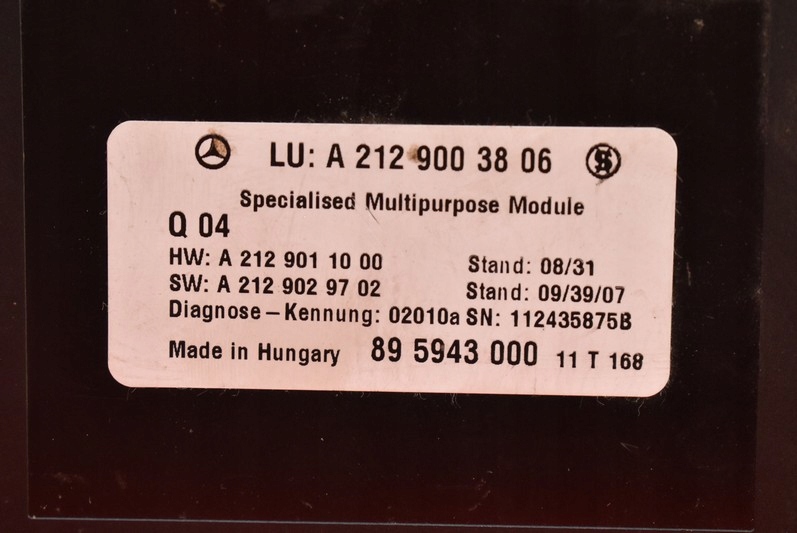 LU: A 212 900 38 06
Specialised Multipurpose Module
Q 04
HW: A 212 901 10 00 Stand: 08/31
SW: A 212 902 97 02 Stand: 09/39/07
Diagnose-Kennung: 02010a SN: 112435875B
Made in Hungary 89 5943 000 11 T 168